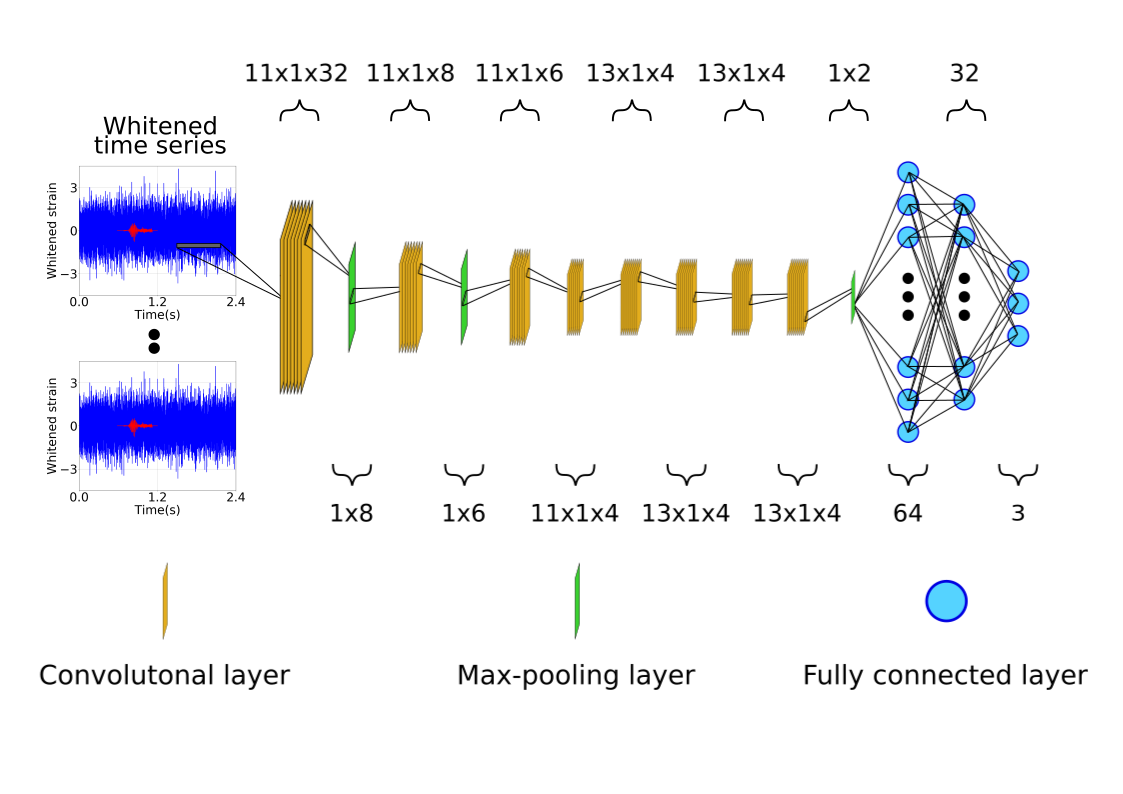 11x1x32 11x1x8 11x1x6 13x1x4 13x1x4 1x2 32
Whitened
time series
Whitened strain
3
0
−3
0.0 1.2 2.4
Time(s)
Whitened strain
3
0
−3
0.0 1.2 2.4
Time(s)
1x8 1x6 11x1x4 13x1x4 13x1x4 64 3
Convolutonal layer Max-pooling layer Fully connected layer